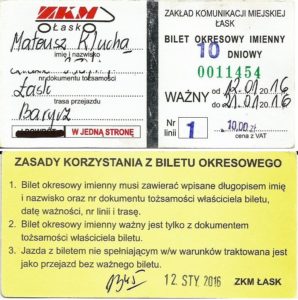 ZKM
Łask
Mateusz Klucha
imię i nazwisko
nr dokumentu tożsamości
Łask
trasa przejazdu
Barycz
W JEDNĄ STRONĘ
ZAKŁAD KOMUNIKACJI MIEJSKIEJ
ŁASK
BILET OKRESOWY IMIENNY
10
DNIOWY
0011454
WAŻNY od 12.01.2016
do 21.01.2016
Nr linii 1
10,00 zł
cena z VAT
ZASADY KORZYSTANIA Z BILETU OKRESOWEGO
1. Bilet okresowy imienny musi zawierać wpisane długopisem imię
i nazwisko oraz nr dokumentu tożsamości właściciela biletu,
datę ważności, nr linii i trasę.
2. Bilet okresowy imienny ważny jest tylko z dokumentem
tożsamości właściciela biletu.
3. Jazda z biletem nie spełniającym w/w warunków traktowana jest
jako przejazd bez ważnego biletu.
12. STY 2016
ZKM ŁASK